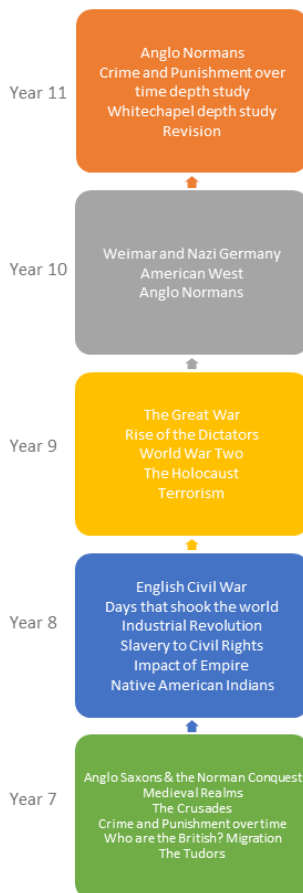 Year 11
Anglo Normans
Crime and Punishment over
time depth study
Whitechapel depth study
Revision
Year 10
Weimar and Nazi Germany
American West
Anglo Normans
Year 9
The Great War
Rise of the Dictators
World War Two
The Holocaust
Terrorism
Year 8
English Civil War
Days that shook the world
Industrial Revolution
Slavery to Civil Rights
Impact of Empire
Native American Indians
Year 7
Anglo Saxons & the Norman Conquest
Medieval Realms
The Crusades
Crime and Punishment over time
Who are the British? Migration
The Tudors